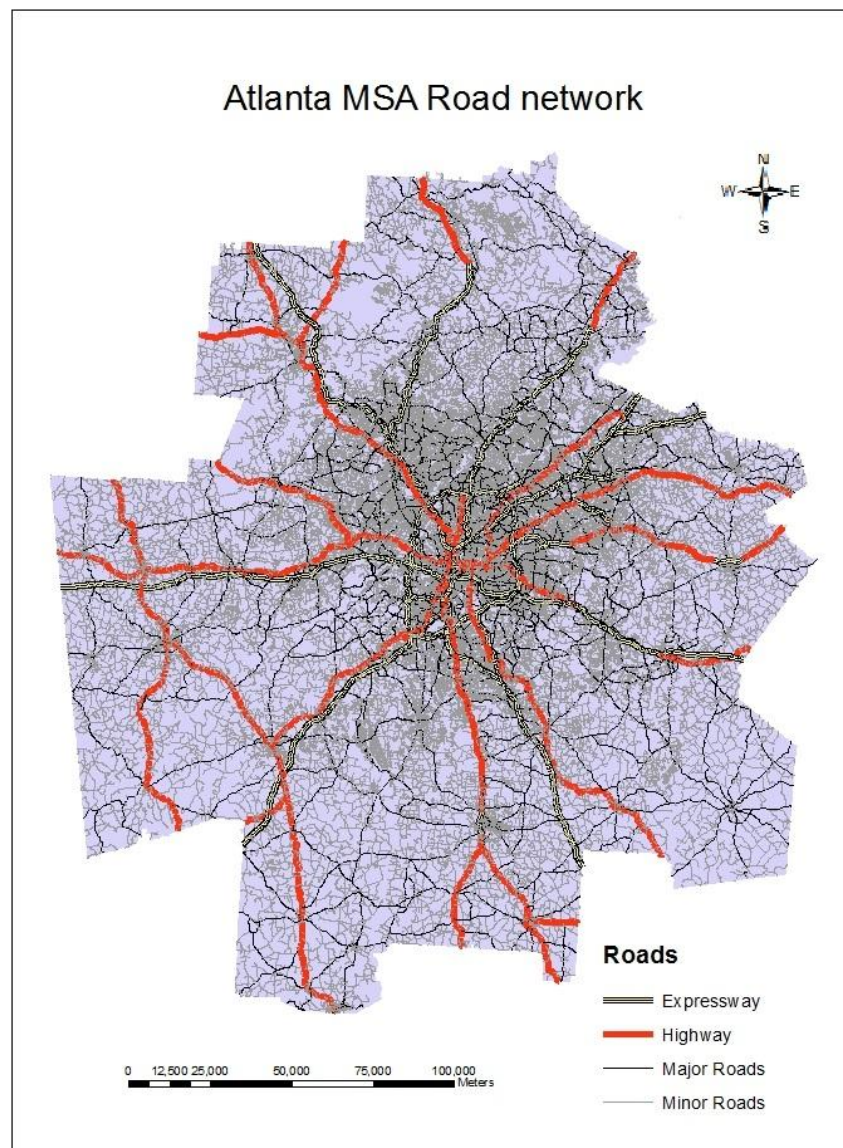 Atlanta MSA Road network
N
W E
S
Roads
Expressway
Highway
Major Roads
Minor Roads
0 12,500 25,000 50,000 75,000 100,000
Meters